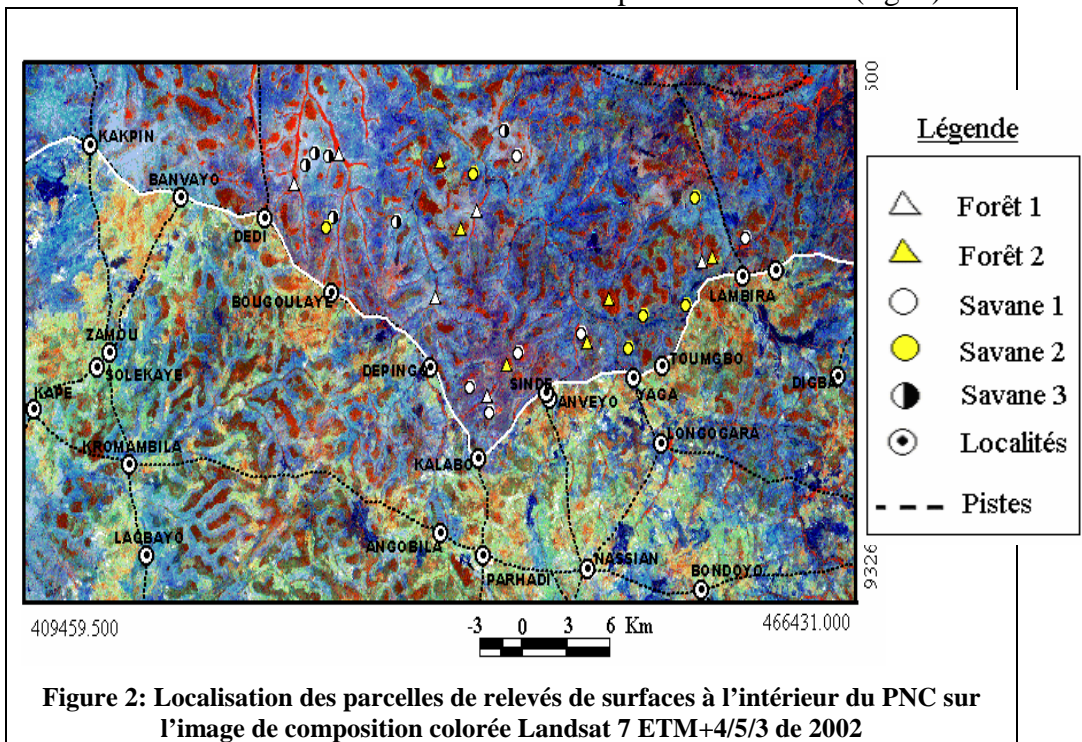 500
KAKPIN
Légende
BANVAYO
Forêt 1
DEDI
Forêt 2
BOUGOULAYE
LAMBIRA
Savane 1
ZAMOU
SOLEKAYE
DEPINGA
TOUMGBO
Savane 2
SINDE
YAGA
DIGBA
KAPE
ANVEYO
Savane 3
KROMAMBILA
KALABO
LONGOGARA
Localités
Pistes
LAGBAYO
ANGOBILA
PARHADI
NASSIAN
BONDOYO
9326
409459.500
-3 0 3 6 Km
466431.000
Figure 2: Localisation des parcelles de relevés de surfaces à l’intérieur du PNC sur
l’image de composition colorée Landsat 7 ETM+4/5/3 de 2002